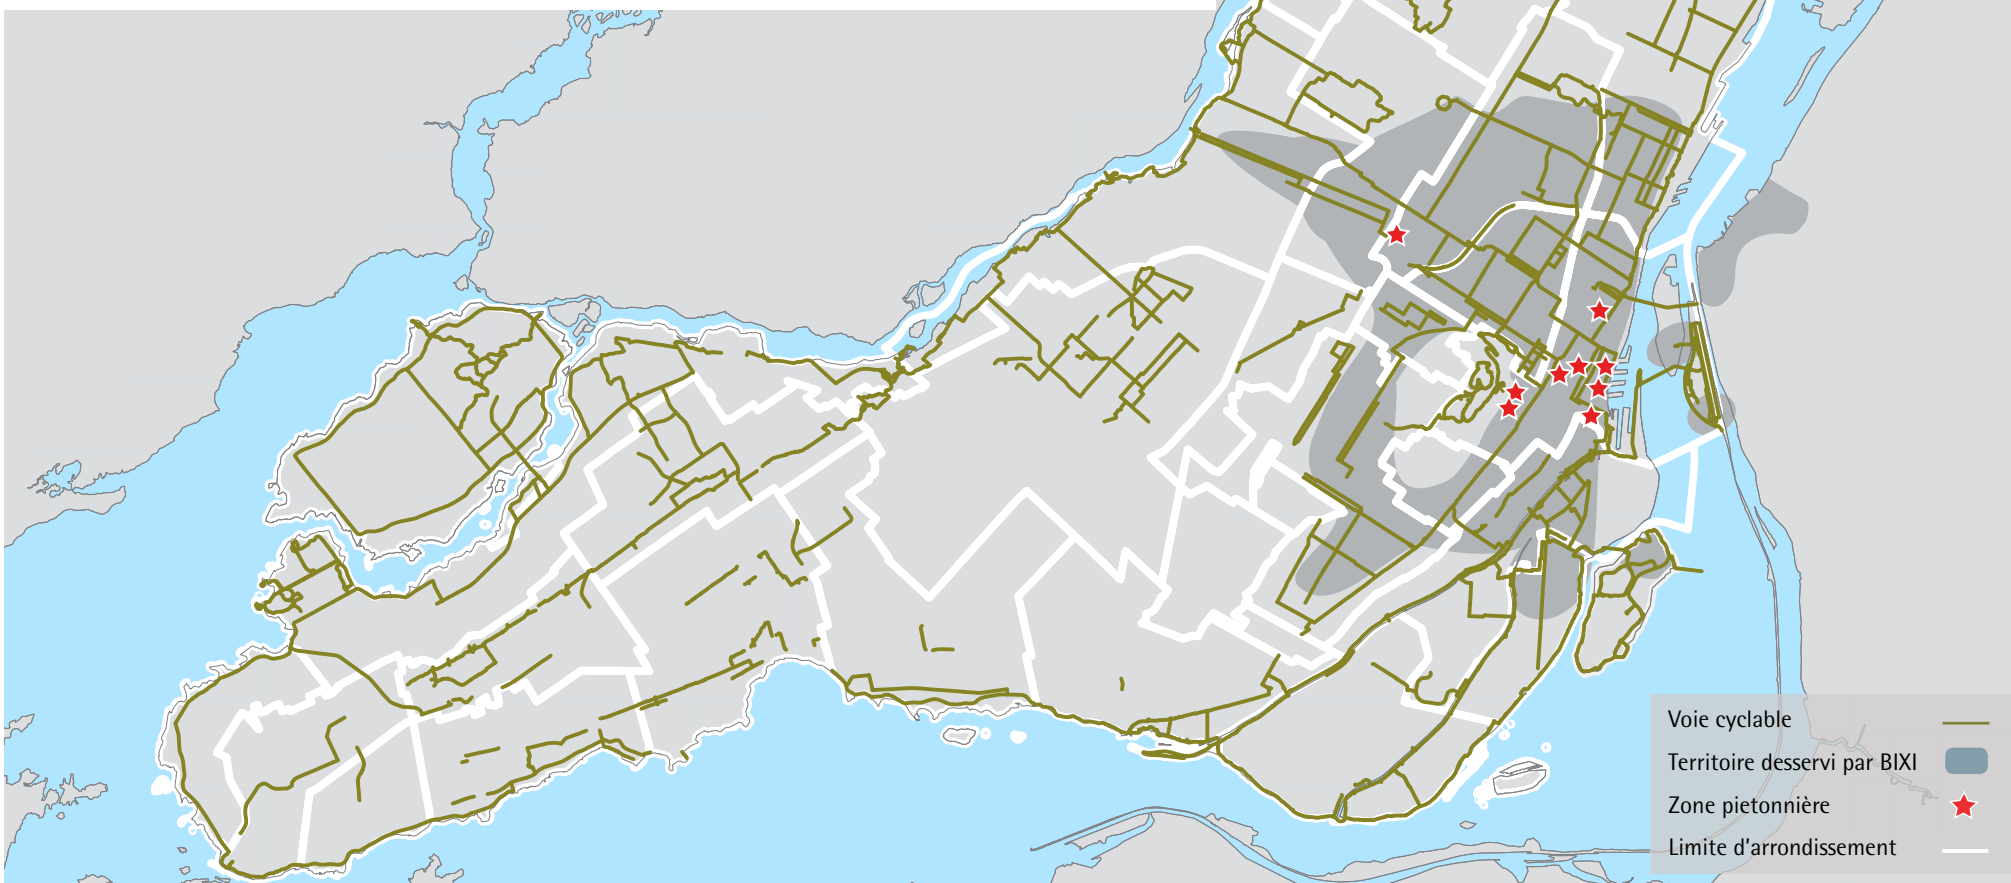 Voie cyclable
Territoire desservi par BIXI
Zone pietonnière
Limite d'arrondissement